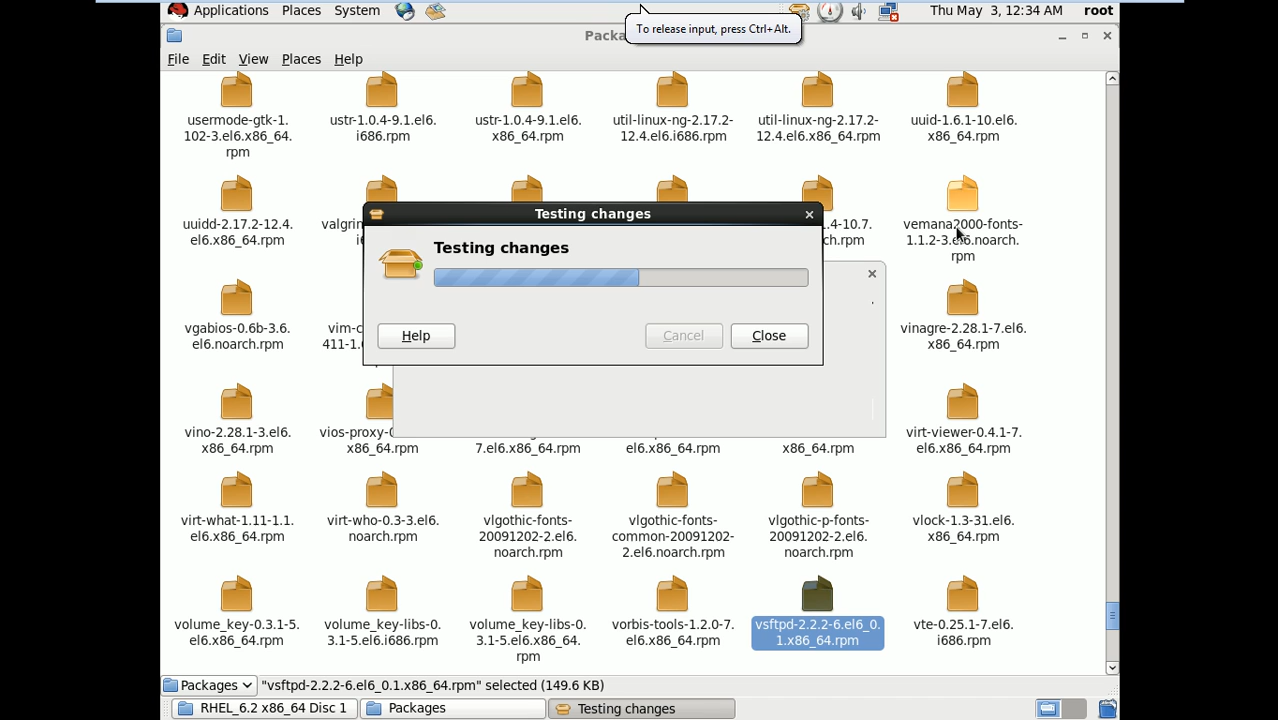 Applications Places System
Thu May 3, 12:34 AM root
To release input, press Ctrl+Alt.
Packa
File Edit View Places Help
usermode-gtk-1.
102-3.el6.x86_64.
rpm
ustr-1.0.4-9.1.el6.
i686.rpm
ustr-1.0.4-9.1.el6.
x86_64.rpm
util-linux-ng-2.17.2-
12.4.el6.i686.rpm
util-linux-ng-2.17.2-
12.4.el6.x86_64.rpm
uuid-1.6.1-10.el6.
x86_64.rpm
uuidd-2.17.2-12.4.
el6.x86_64.rpm
valgrin
.4-10.7.
ch.rpm
vemana2000-fonts-
1.1.2-3.el6.noarch.
rpm
Testing changes
Testing changes
Help Cancel Close
vgabios-0.6b-3.6.
el6.noarch.rpm
vim-c
411-1.
vinagre-2.28.1-7.el6.
x86_64.rpm
vino-2.28.1-3.el6.
x86_64.rpm
vios-proxy-0
x86_64.rpm
7.el6.x86_64.rpm
el6.x86_64.rpm
x86_64.rpm
virt-viewer-0.4.1-7.
el6.x86_64.rpm
virt-what-1.11-1.1.
el6.x86_64.rpm
virt-who-0.3-3.el6.
noarch.rpm
vlgothic-fonts-
20091202-2.el6.
noarch.rpm
vlgothic-fonts-
common-20091202-
2.el6.noarch.rpm
vlgothic-p-fonts-
20091202-2.el6.
noarch.rpm
vlock-1.3-31.el6.
x86_64.rpm
volume_key-0.3.1-5.
el6.x86_64.rpm
volume_key-libs-0.
3.1-5.el6.i686.rpm
volume_key-libs-0.
3.1-5.el6.x86_64.
rpm
vorbis-tools-1.2.0-7.
el6.x86_64.rpm
vsftpd-2.2.2-6.el6_0.
1.x86_64.rpm
vte-0.25.1-7.el6.
i686.rpm
Packages "vsftpd-2.2.2-6.el6_0.1.x86_64.rpm" selected (149.6 KB)
RHEL_6.2 x86_64 Disc 1 Packages Testing changes